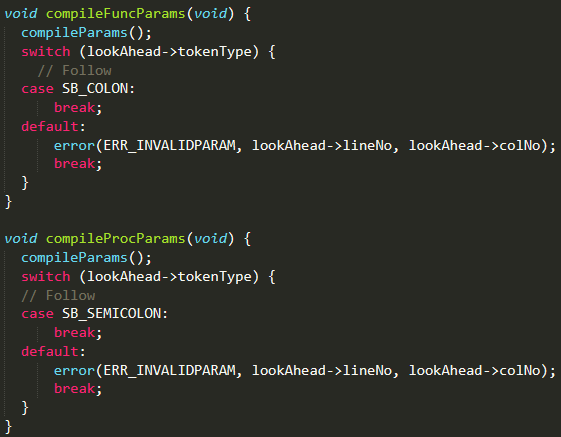 void compileFuncParams(void) {
  compileParams();
  switch (lookAhead->tokenType) {
    // Follow
  case SB_COLON:
      break;
  default:
      error(ERR_INVALIDPARAM, lookAhead->lineNo, lookAhead->colNo);
      break;
  }
}

void compileProcParams(void) {
  compileParams();
  switch (lookAhead->tokenType) {
  // Follow
  case SB_SEMICOLON:
      break;
  default:
      error(ERR_INVALIDPARAM, lookAhead->lineNo, lookAhead->colNo);
      break;
  }
}